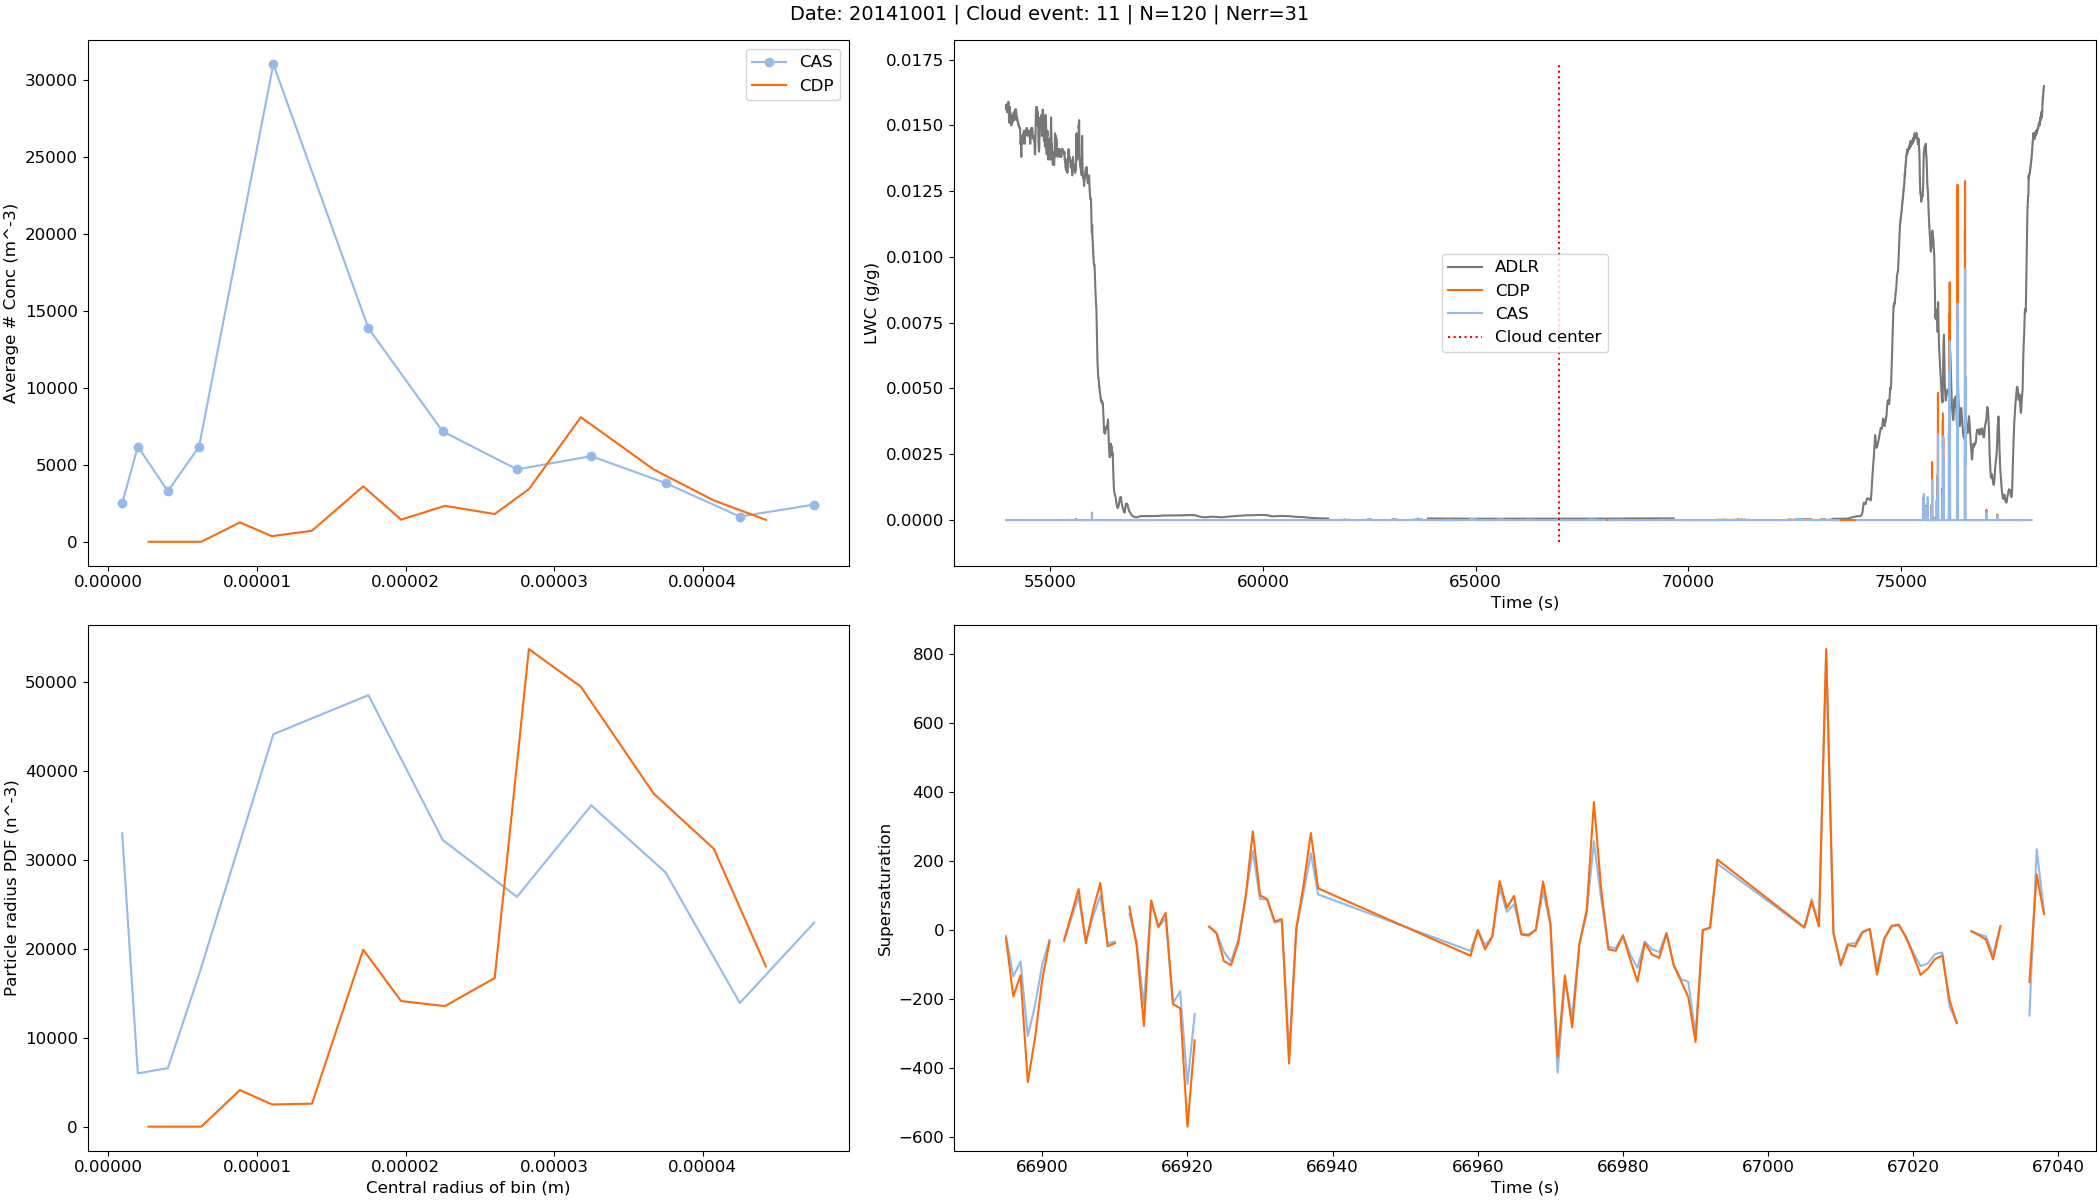 Date: 20141001 | Cloud event: 11 | N=120 | Nerr=31
Average # Conc (m^-3)
30000
25000
20000
15000
10000
5000
0
0.00000 0.00001 0.00002 0.00003 0.00004
CAS
CDP
LWC (g/g)
0.0175
0.0150
0.0125
0.0100
0.0075
0.0050
0.0025
0.0000
55000 60000 65000 70000 75000
Time (s)
ADLR
CDP
CAS
Cloud center
Particle radius PDF (n^-3)
50000
40000
30000
20000
10000
0
0.00000 0.00001 0.00002 0.00003 0.00004
Central radius of bin (m)
Supersaturation
800
600
400
200
0
−200
−400
−600
66900 66920 66940 66960 66980 67000 67020 67040
Time (s)